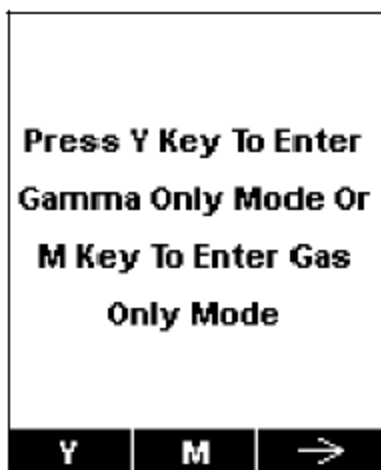 Press Y Key To Enter
Gamma Only Mode Or
M Key To Enter Gas
Only Mode
Y M →